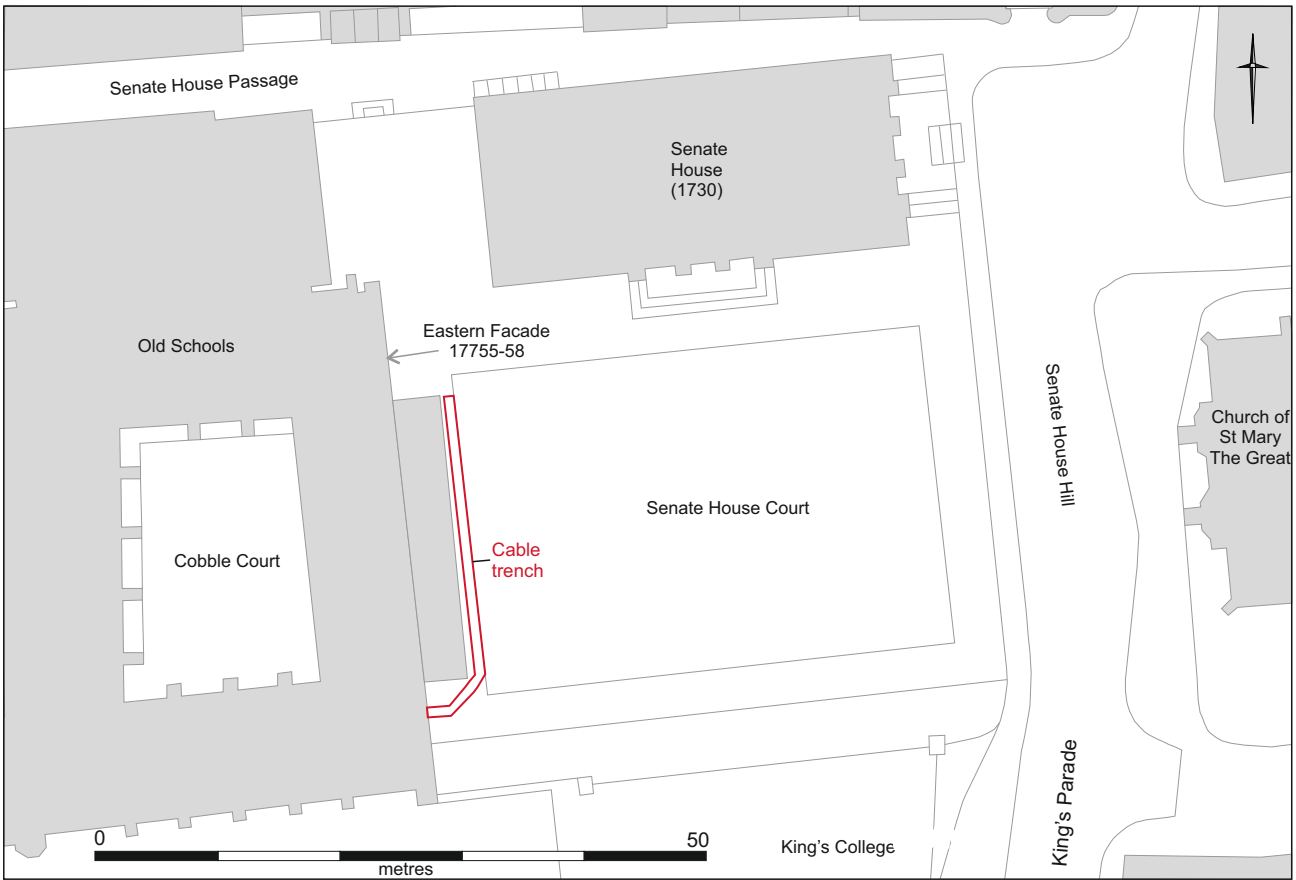 Senate House Passage
Senate
House
(1730)
Eastern Facade
17755-58
Old Schools
Senate House Hill
Church of
St Mary
The Great
Senate House Court
Cable
trench
Cobble Court
King's Parade
King's College
0
50
metres